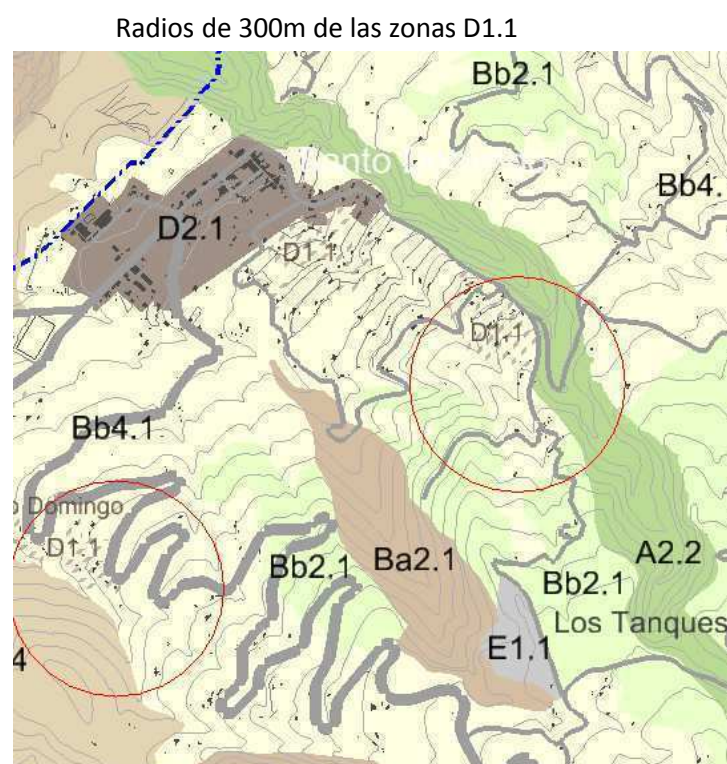 Radios de 300m de las zonas D1.1
Bb2.1
Bb4.
D2.1
D1.1
D1.1
Bb4.1
Domingo
D1.1
Bb2.1
Ba2.1
Bb2.1
A2.2
Los Tanques
E1.1
4